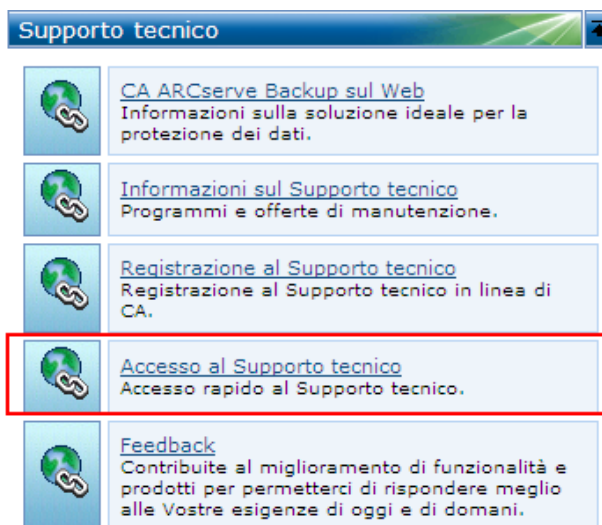 Supporto tecnico
CA ARCserve Backup sul Web
Informazioni sulla soluzione ideale per la
protezione dei dati.
Informazioni sul Supporto tecnico
Programmi e offerte di manutenzione.
Registrazione al Supporto tecnico
Registrazione al Supporto tecnico in linea di
CA.
Accesso al Supporto tecnico
Accesso rapido al Supporto tecnico.
Feedback
Contribuite al miglioramento di funzionalità e
prodotti per permetterci di rispondere meglio
alle Vostre esigenze di oggi e di domani.